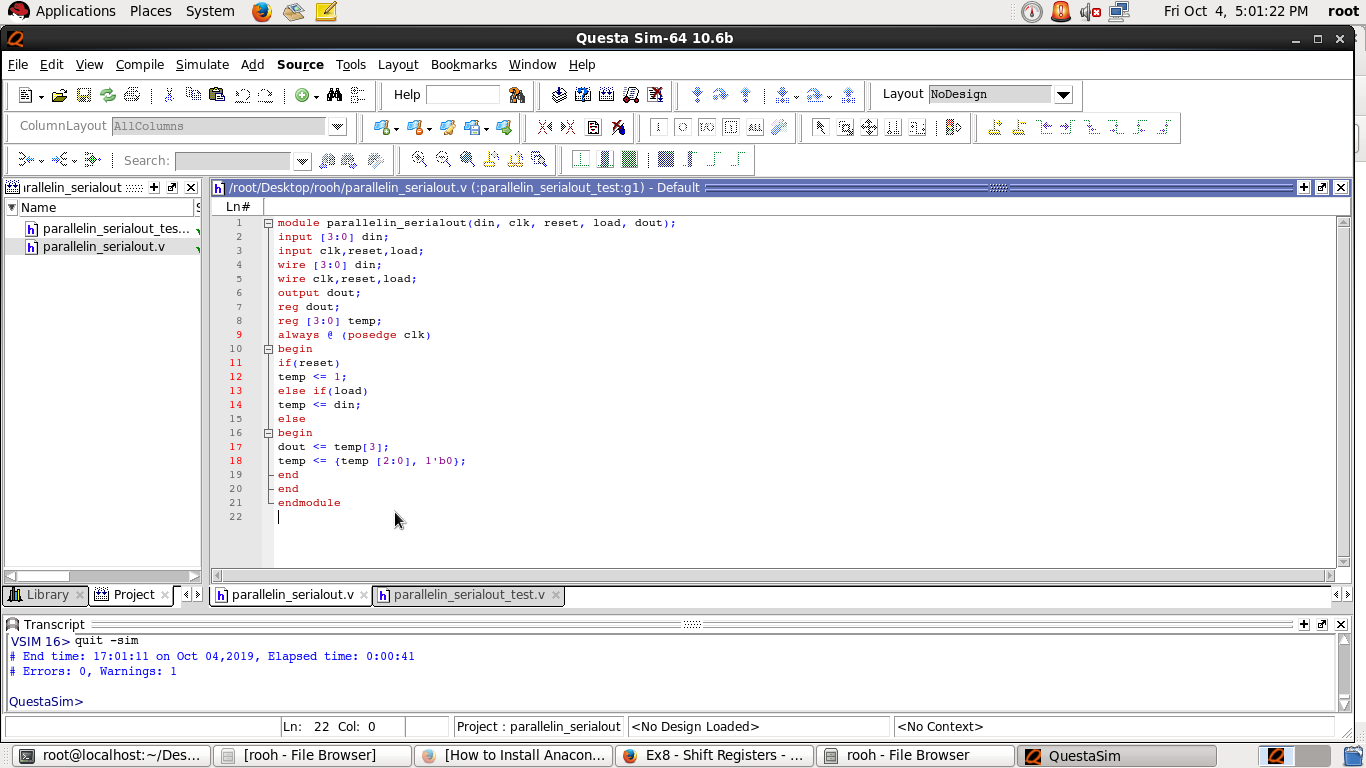 Applications Places System
Fri Oct 4, 5:01:22 PM root
Questa Sim-64 10.6b
File Edit View Compile Simulate Add Source Tools Layout Bookmarks Window Help
Help
Layout NoDesign
ColumnLayout AllColumns
Search:
rallelin_serialout
/root/Desktop/rooh/parallelin_serialout.v (:parallelin_serialout_test:g1) - Default
Name
Ln#
parallelin_serialout_tes...
parallelin_serialout.v
1 module parallelin_serialout(din, clk, reset, load, dout);
2 input [3:0] din;
3 input clk,reset,load;
4 wire [3:0] din;
5 wire clk,reset,load;
6 output dout;
7 reg dout;
8 reg [3:0] temp;
9 always @ (posedge clk)
10 begin
11 if(reset)
12 temp <= 1;
13 else if(load)
14 temp <= din;
15 else
16 begin
17 dout <= temp[3];
18 temp <= {temp [2:0], 1'b0};
19 end
20 end
21 endmodule
22
Library Project
parallelin_serialout.v parallelin_serialout_test.v
Transcript
VSIM 16> quit -sim
# End time: 17:01:11 on Oct 04,2019, Elapsed time: 0:00:41
# Errors: 0, Warnings: 1
QuestaSim>
Ln: 22 Col: 0 Project : parallelin_serialout <No Design Loaded> <No Context>
root@localhost:~/Des... [rooh - File Browser] [How to Install Anacon... Ex8 - Shift Registers - ... rooh - File Browser QuestaSim